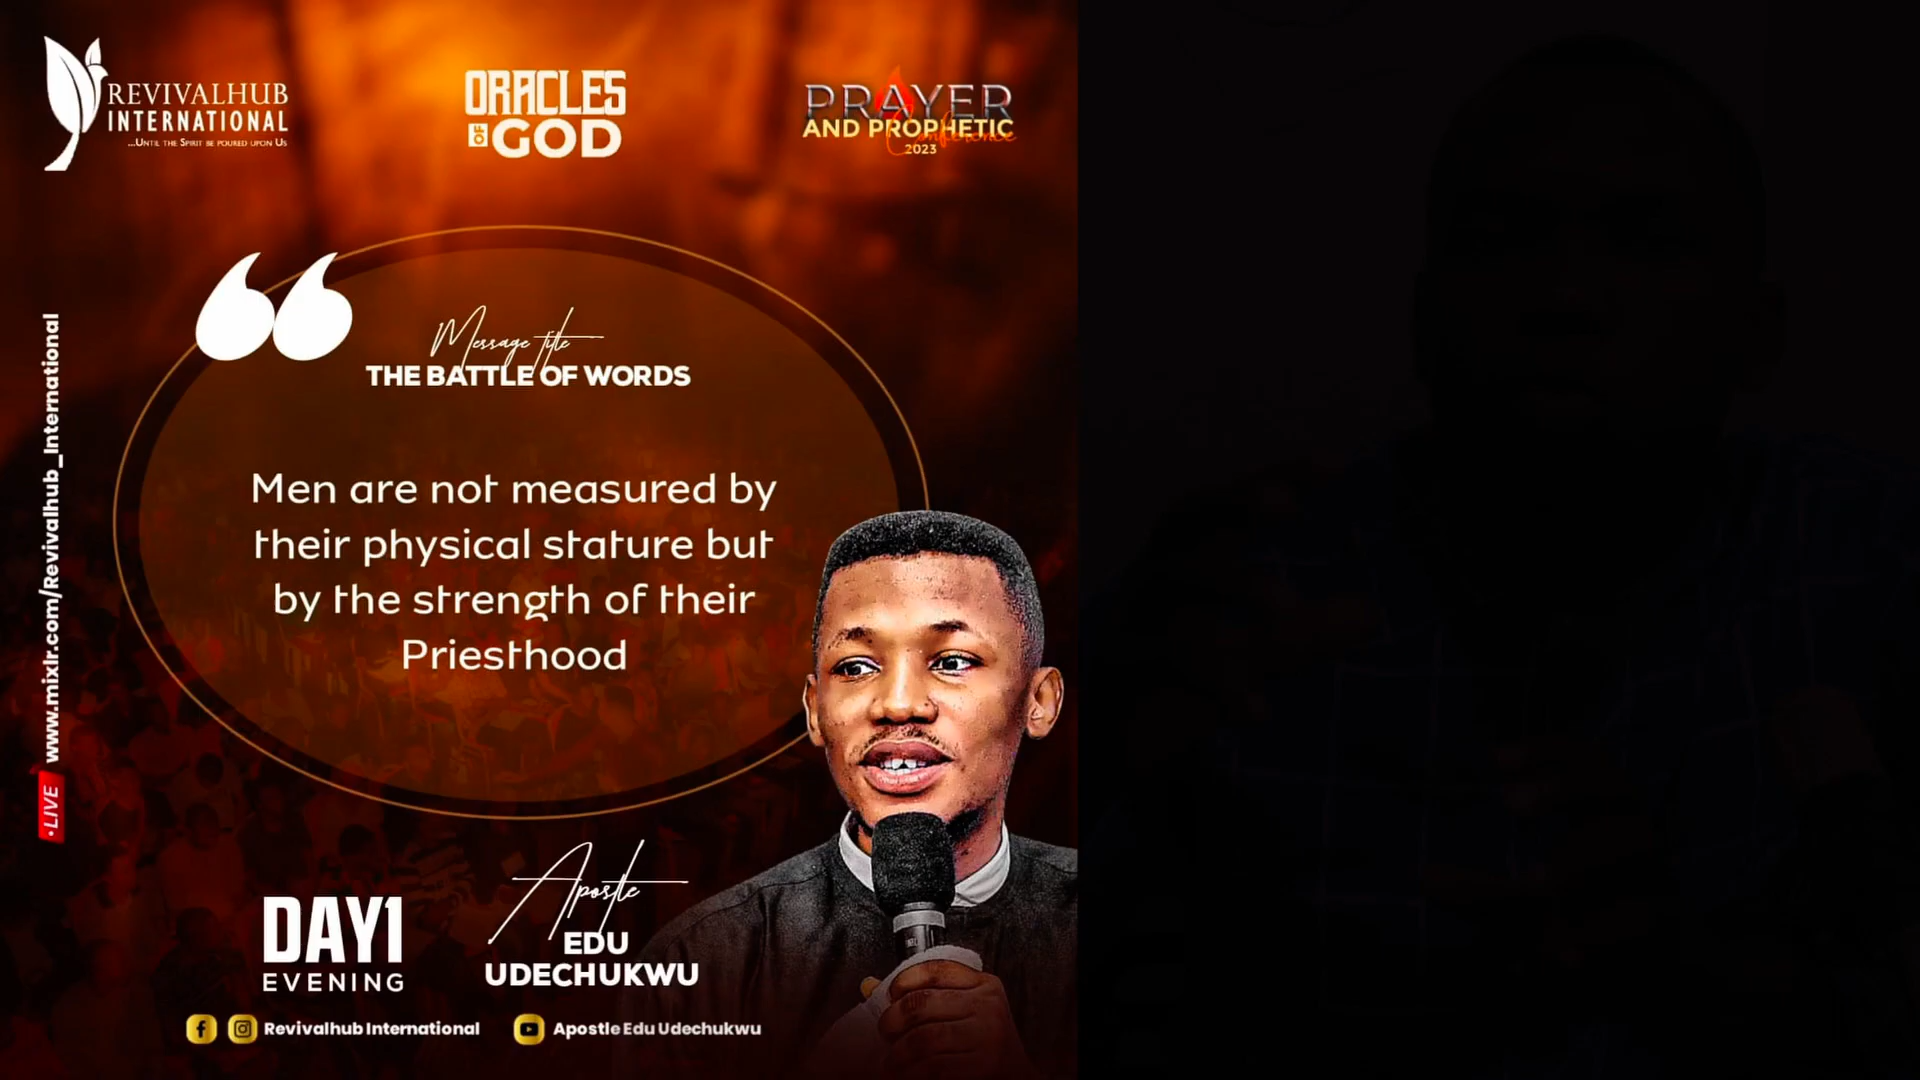 REVIVALHUB
INTERNATIONAL
...UNTIL THE SPIRIT BE POURED UPON US
ORACLES
OF GOD
PRAYER
AND PROPHETIC
Conference
2023
Message title
THE BATTLE OF WORDS
Men are not measured by
their physical stature but
by the strength of their
Priesthood
•LIVE www.mixlr.com/Revivalhub_International
DAY1
EVENING
Apostle
EDU
UDECHUKWU
Revivalhub International
Apostle Edu Udechukwu